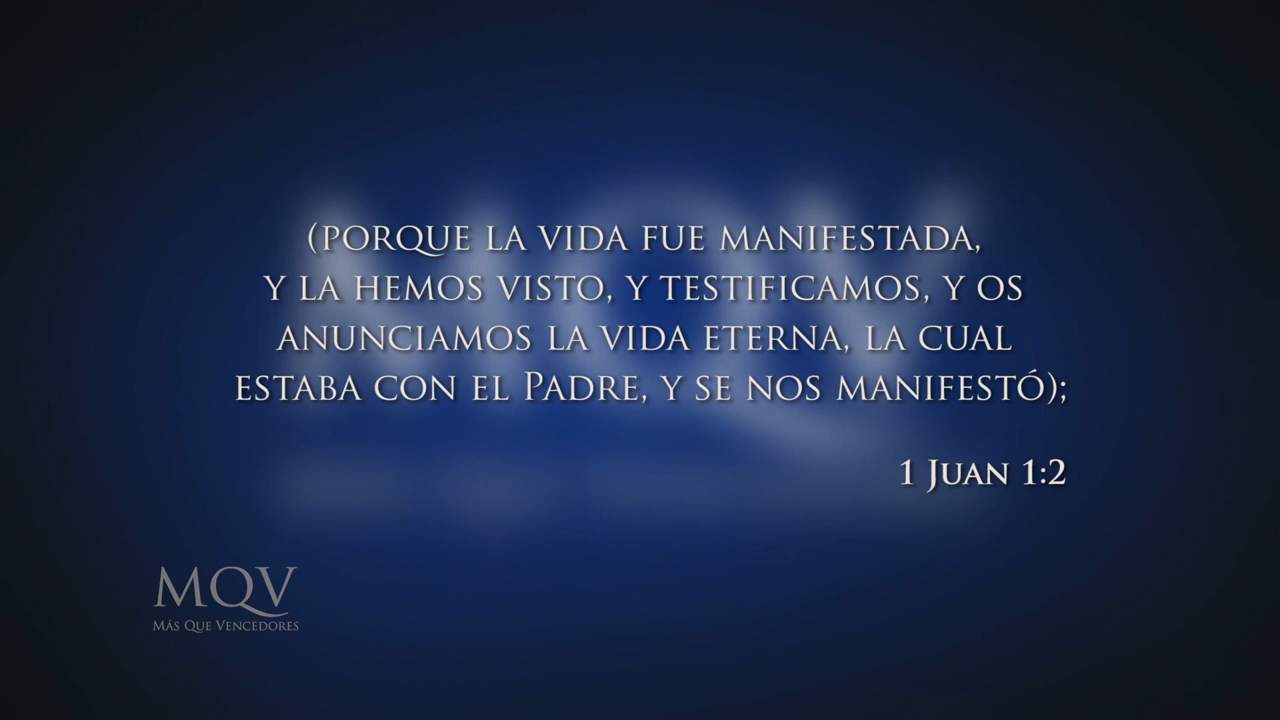 (porque la vida fue manifestada,
y la hemos visto, y testificamos, y os
anunciamos la vida eterna, la cual
estaba con el Padre, y se nos manifestó);
1 Juan 1:2
MQV
Más Que Vencedores